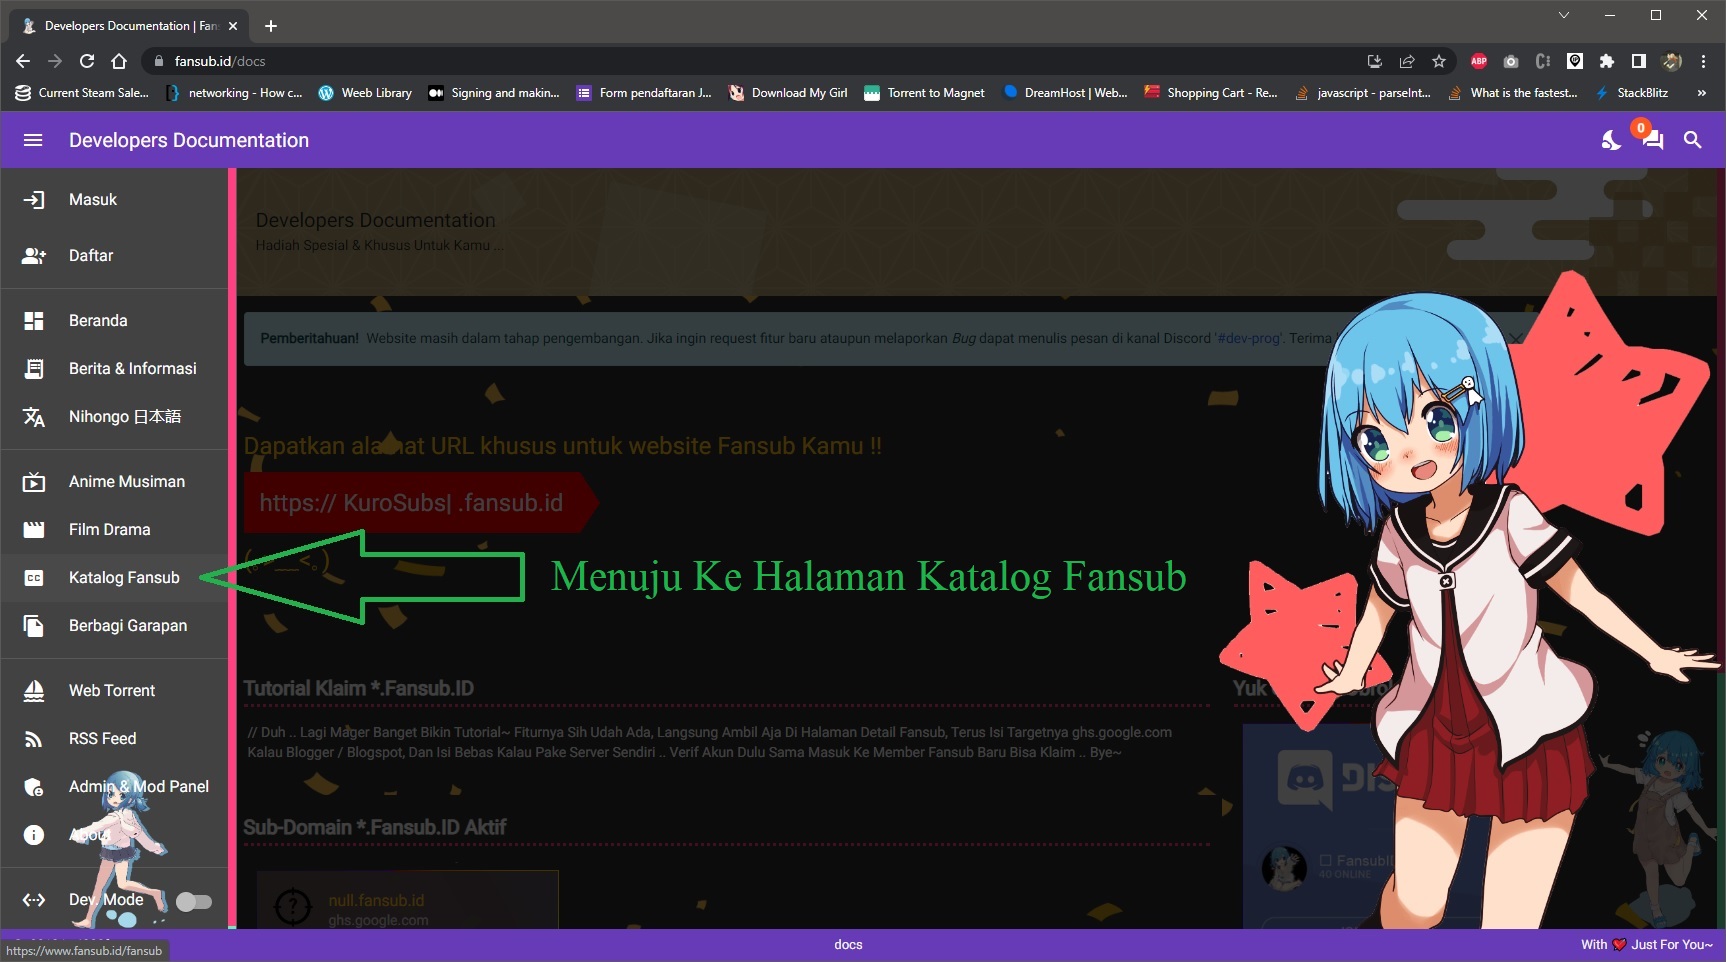 Developers Documentation | Fan
fansub.id/docs
ABP
Current Steam Sale...
networking - How c...
Weeb Library
Signing and makin...
Form pendaftaran J...
Download My Girl
Torrent to Magnet
DreamHost | Web...
Shopping Cart - Re...
javascript - parseInt...
What is the fastest...
StackBlitz
»
Developers Documentation
0
Masuk
Daftar
Beranda
Berita & Informasi
Nihongo 日本語
Anime Musiman
Film Drama
CC
Katalog Fansub
Berbagi Garapan
Web Torrent
RSS Feed
Admin & Mod Panel
About
Dev. Mode
https://www.fansub.id/fansub
Developers Documentation
Hadiah Spesial & Khusus Untuk Kamu ...
Pemberitahuan! Website masih dalam tahap pengembangan. Jika ingin request fitur baru ataupun melaporkan Bug dapat menulis pesan di kanal Discord '#dev-prog'. Terima
Dapatkan alamat URL khusus untuk website Fansub Kamu !!
https:// KuroSubs| .fansub.id
Menuju Ke Halaman Katalog Fansub
Tutorial Klaim *.Fansub.ID
// Duh .. Lagi Mager Banget Bikin Tutorial~ Fiturnya Sih Udah Ada, Langsung Ambil Aja Di Halaman Detail Fansub, Terus Isi Targetnya ghs.google.com
Kalau Blogger / Blogspot, Dan Isi Bebas Kalau Pake Server Sendiri .. Verif Akun Dulu Sama Masuk Ke Member Fansub Baru Bisa Klaim .. Bye~
Sub-Domain *.Fansub.ID Aktif
null.fansub.id
ghs.google.com
Yuk
DIS
FansubI
40 ONLINE
docs
With ❤ Just For You~